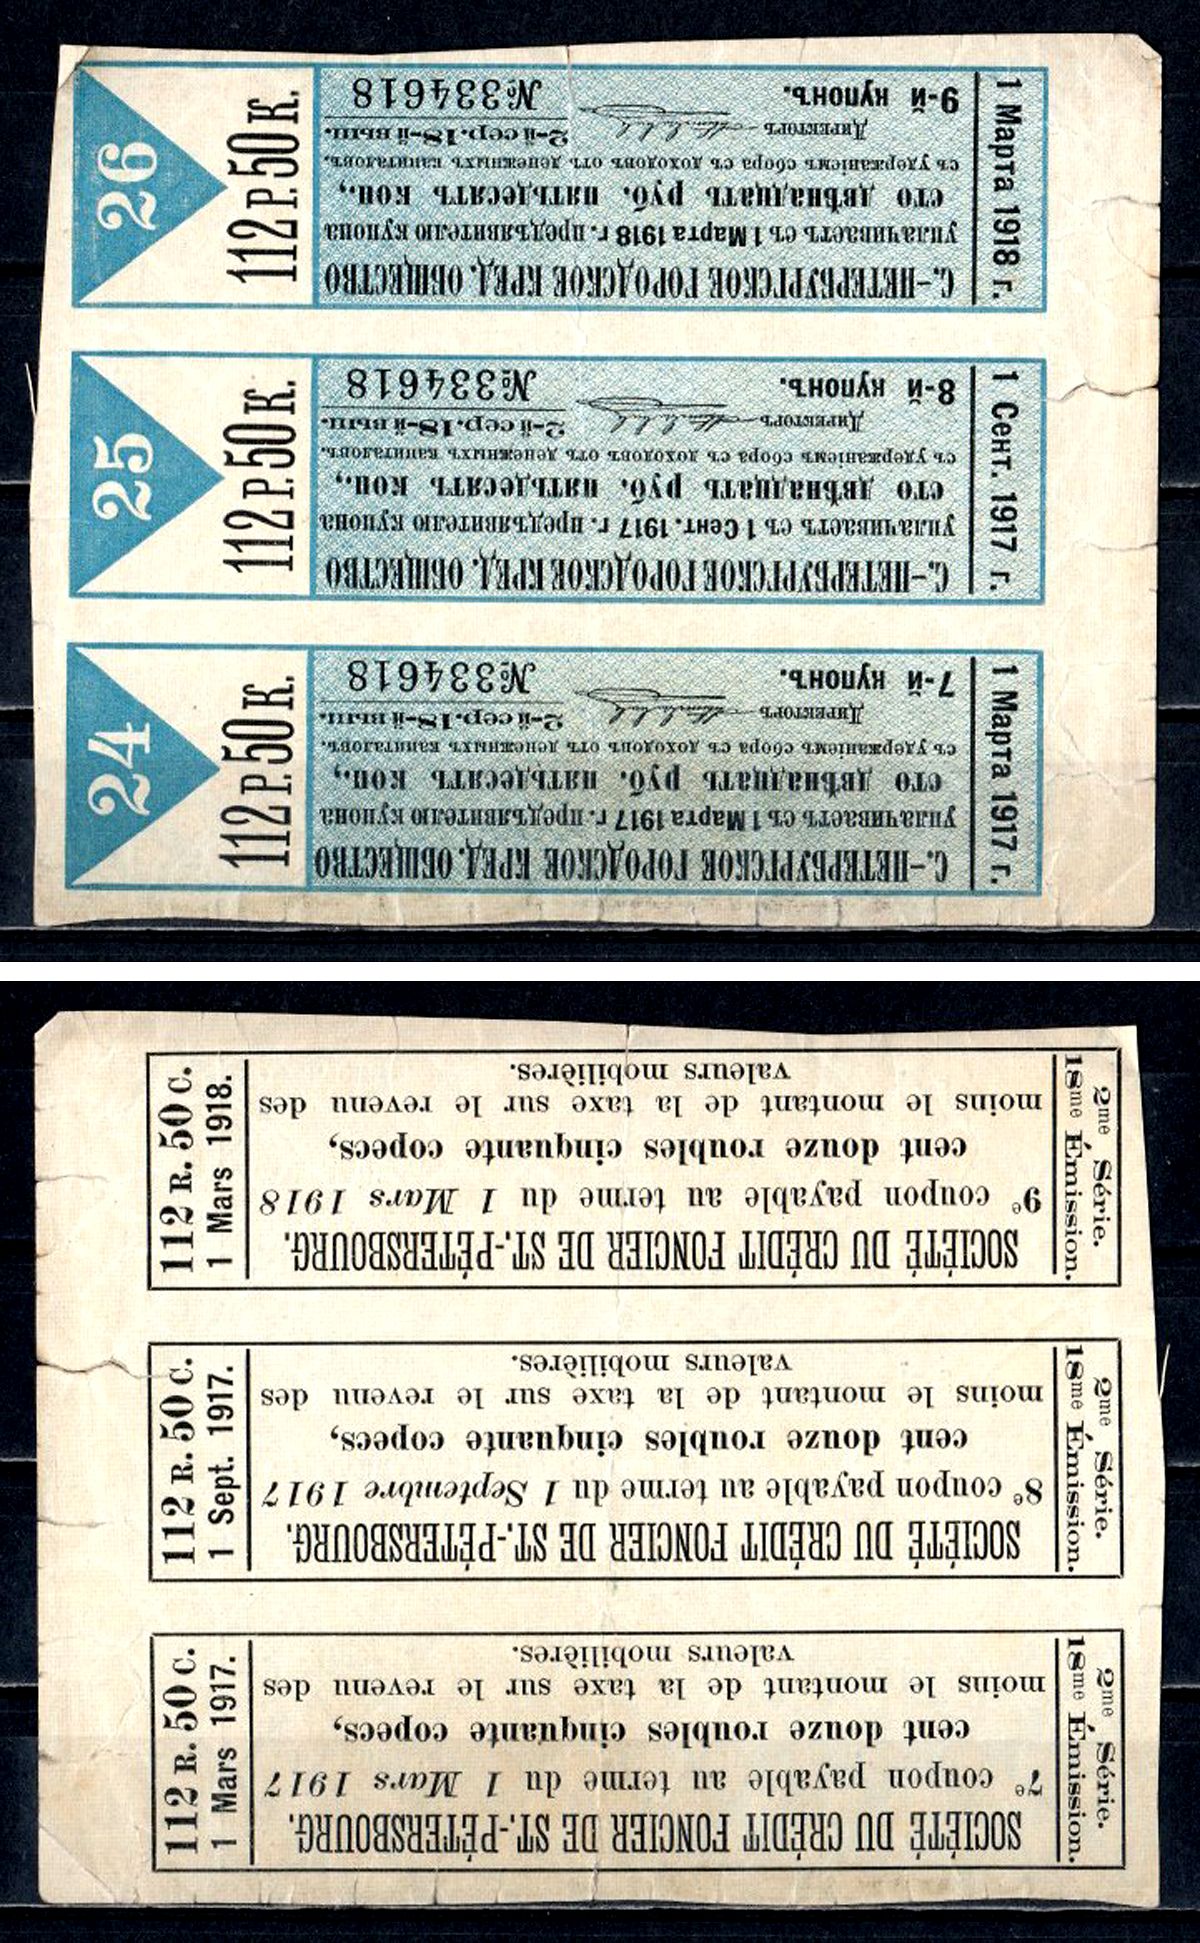 26
112 Р. 50 К.
С.-ПЕТЕРБУРГСКОЕ ГОРОДСКОЕ КРЕД. ОБЩЕСТВО
уплачиваетъ съ 1 Марта 1918 г. предъявителю купона
сто двѣнадцать руб. пятьдесятъ коп.,
съ удержаніемъ сбора съ доходовъ отъ денежныхъ капиталовъ.
Директоръ
2-й сер. 18-й вып.
9-й купонъ.
№334618
1 Марта 1918 г.
25
112 Р. 50 К.
С.-ПЕТЕРБУРГСКОЕ ГОРОДСКОЕ КРЕД. ОБЩЕСТВО
уплачиваетъ съ 1 Сент. 1917 г. предъявителю купона
сто двѣнадцать руб. пятьдесятъ коп.,
съ удержаніемъ сбора съ доходовъ отъ денежныхъ капиталовъ.
Директоръ
2-й сер. 18-й вып.
8-й купонъ.
№334618
1 Сент. 1917 г.
24
112 Р. 50 К.
С.-ПЕТЕРБУРГСКОЕ ГОРОДСКОЕ КРЕД. ОБЩЕСТВО
уплачиваетъ съ 1 Марта 1917 г. предъявителю купона
сто двѣнадцать руб. пятьдесятъ коп.,
съ удержаніемъ сбора съ доходовъ отъ денежныхъ капиталовъ.
Директоръ
2-й сер. 18-й вып.
7-й купонъ.
№334618
1 Марта 1917 г.
112 R. 50 C.
1 Mars 1918.
SOCIÉTÉ DU CRÉDIT FONCIER DE ST.-PÉTERSBOURG.
9e coupon payable au terme du 1 Mars 1918
cent douze roubles cinquante copecs,
moins le montant de la taxe sur le revenu des
valeurs mobilières.
2me Série.
18me Émission.
112 R. 50 C.
1 Sept. 1917.
SOCIÉTÉ DU CRÉDIT FONCIER DE ST.-PÉTERSBOURG.
8e coupon payable au terme du 1 Septembre 1917
cent douze roubles cinquante copecs,
moins le montant de la taxe sur le revenu des
valeurs mobilières.
2me Série.
18me Émission.
112 R. 50 C.
1 Mars 1917.
SOCIÉTÉ DU CRÉDIT FONCIER DE ST.-PÉTERSBOURG.
7e coupon payable au terme du 1 Mars 1917
cent douze roubles cinquante copecs,
moins le montant de la taxe sur le revenu des
valeurs mobilières.
2me Série.
18me Émission.